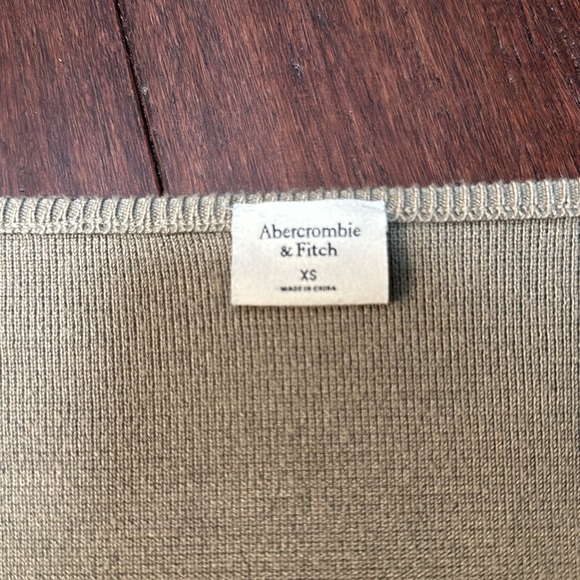 Abercrombie
& Fitch
XS
MADE IN CHINA